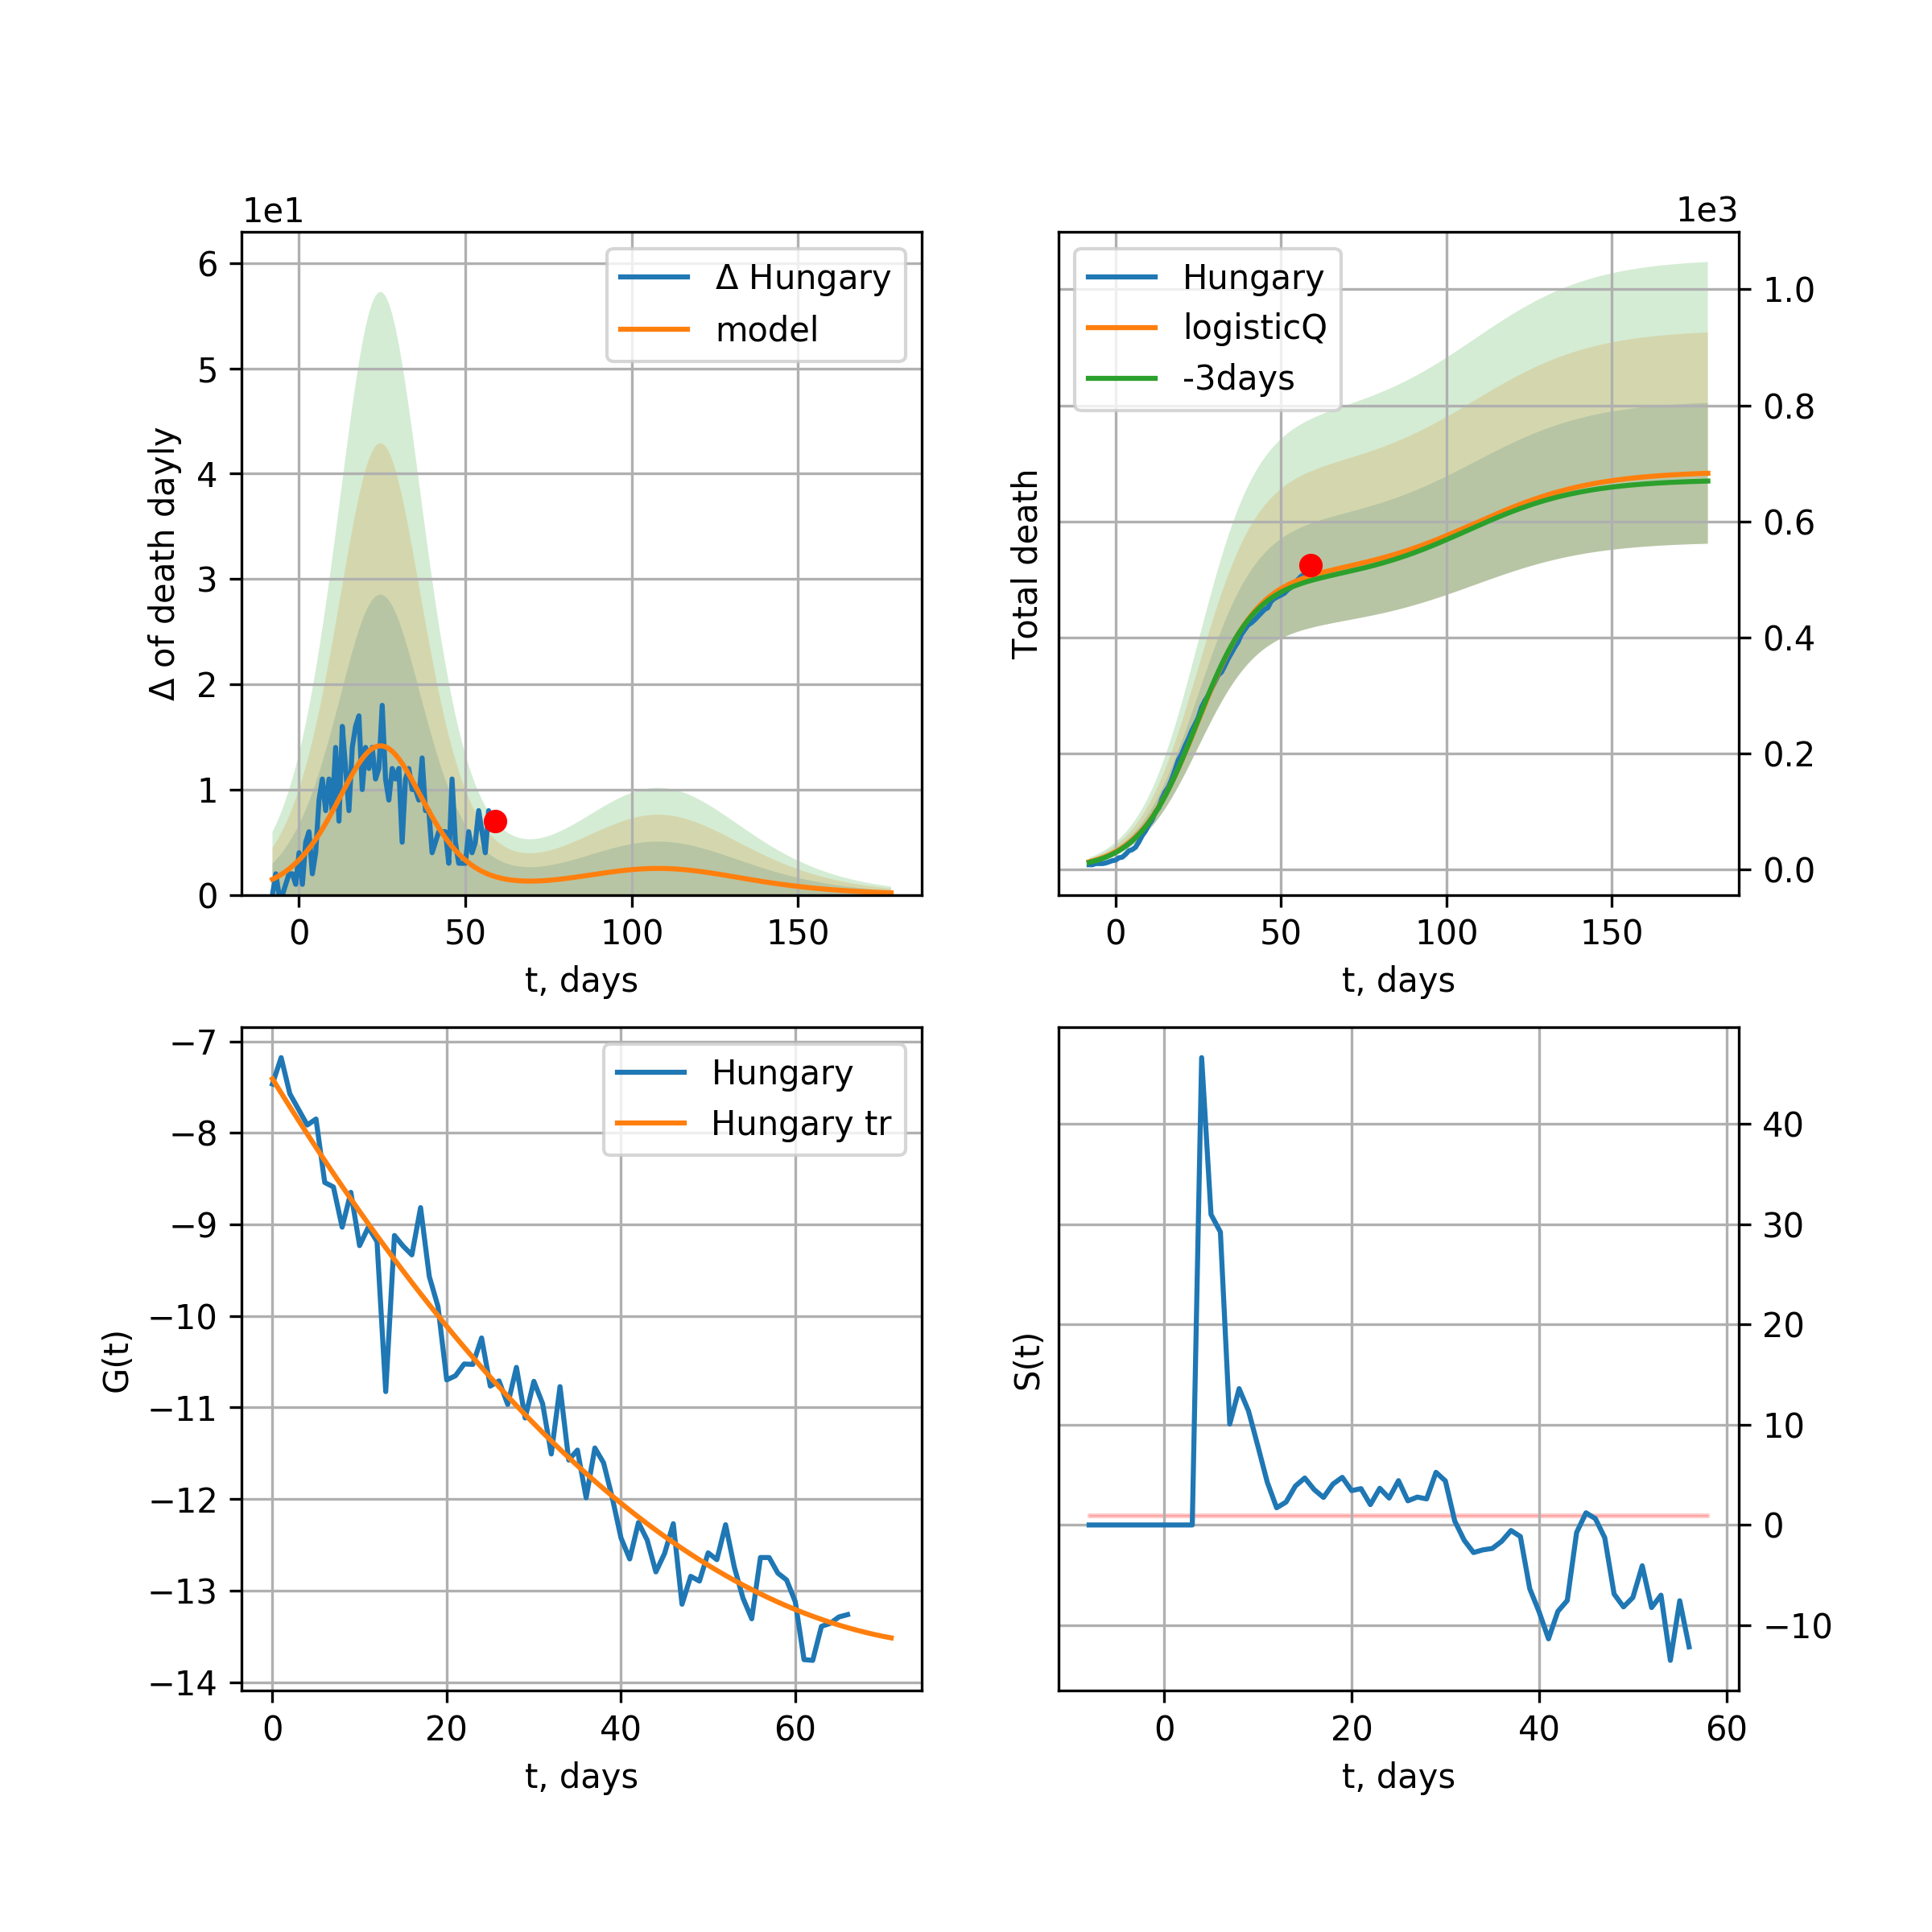 1e1
Δ of death dayly
6
5
4
3
2
1
0
Δ Hungary
model
0 50 100 150
t, days
1e3
Total death
Hungary
logisticQ
-3days
1.0
0.8
0.6
0.4
0.2
0.0
0 50 100 150
t, days
G(t)
−7
−8
−9
−10
−11
−12
−13
−14
Hungary
Hungary tr
0 20 40 60
t, days
S(t)
40
30
20
10
0
−10
0 20 40 60
t, days